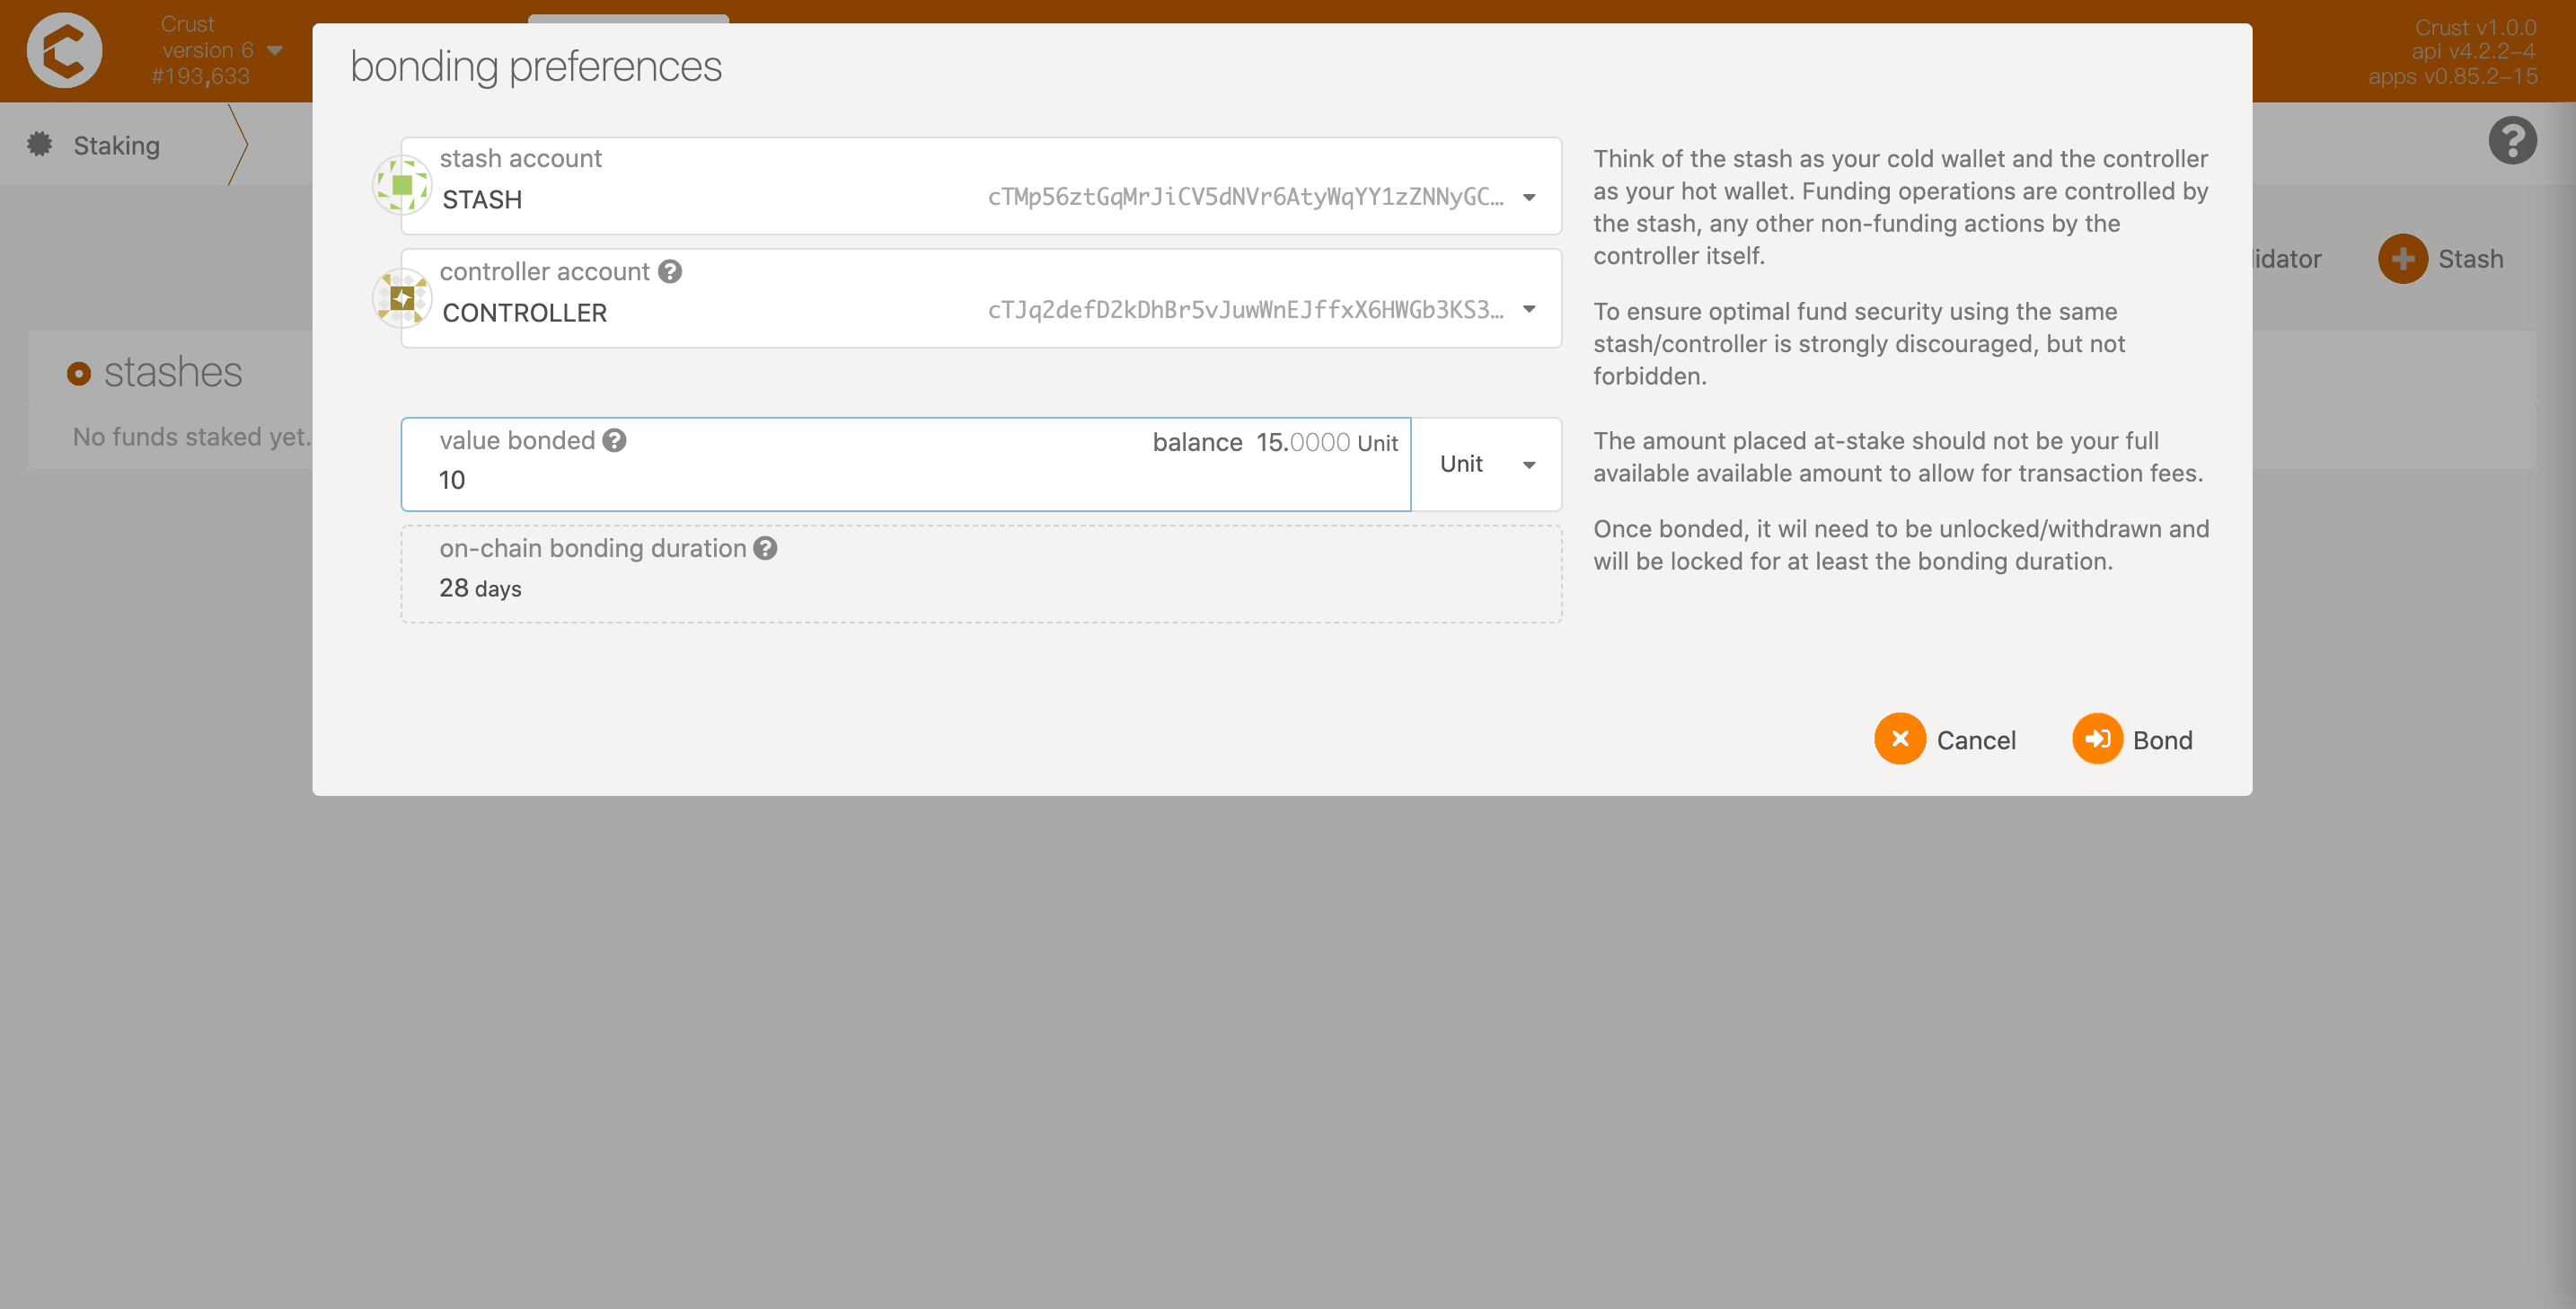 Crust
version 6
#193,633
Crust v1.0.0
api v4.2.2-4
apps v0.85.2-15
Staking
bonding preferences
stash account
STASH
cTMp56ztGqMrJiCV5dNVr6AtyWqYY1zZNNyGC…
controller account
CONTROLLER
cTJq2defD2kDhBr5vJuwWnEJffxX6HWGb3KS3…
value bonded
balance 15.0000 Unit
10
Unit
on-chain bonding duration
28 days
Think of the stash as your cold wallet and the controller
as your hot wallet. Funding operations are controlled by
the stash, any other non-funding actions by the
controller itself.
To ensure optimal fund security using the same
stash/controller is strongly discouraged, but not
forbidden.
The amount placed at-stake should not be your full
available available amount to allow for transaction fees.
Once bonded, it wil need to be unlocked/withdrawn and
will be locked for at least the bonding duration.
Cancel
Bond
lidator
Stash
stashes
No funds staked yet.